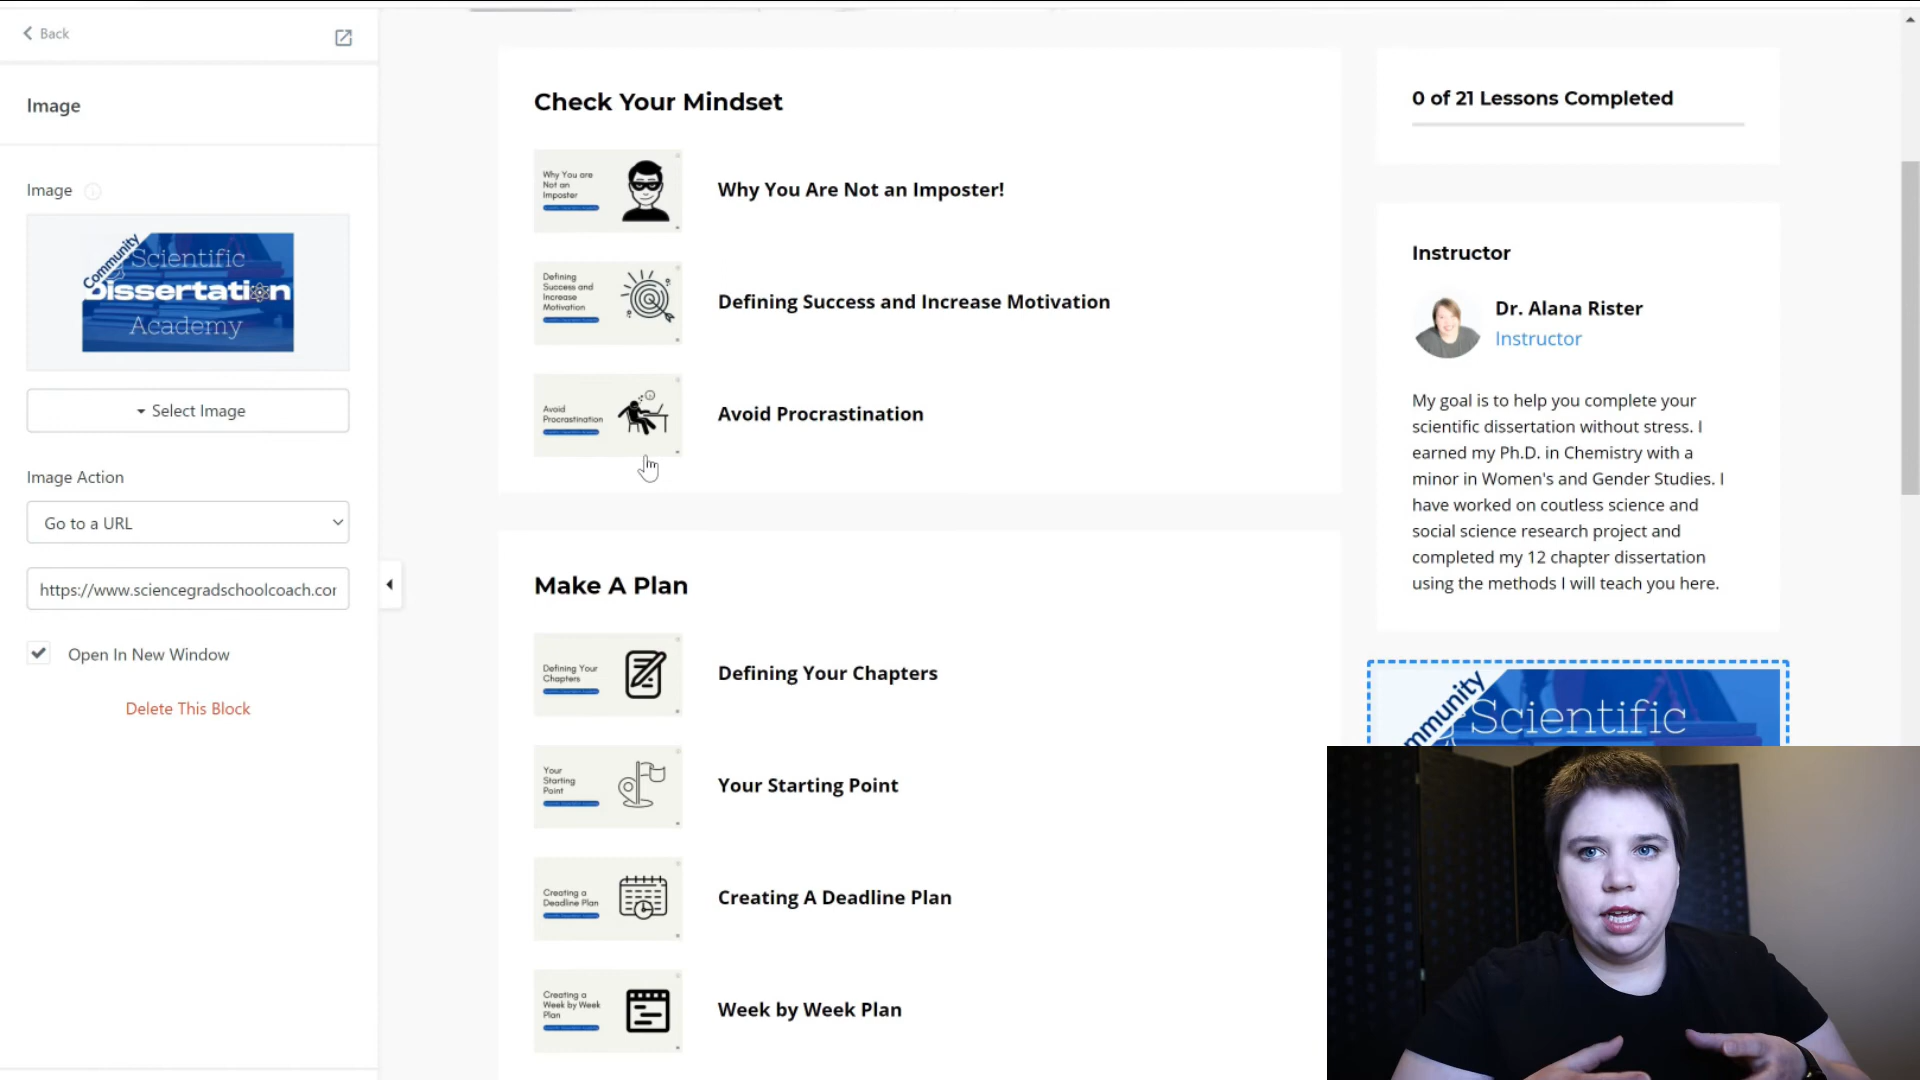 Back
Image
Image
Community
Scientific
Dissertation
Academy
Select Image
Image Action
Go to a URL
https://www.sciencegradschoolcoach.cor
Open In New Window
Delete This Block
Check Your Mindset
Why You are
Not an
Imposter
Why You Are Not an Imposter!
Defining
Success and
Increase
Motivation
Defining Success and Increase Motivation
Avoid
Procrastination
Avoid Procrastination
Make A Plan
Defining Your
Chapters
Defining Your Chapters
Your
Starting
Point
Your Starting Point
Creating a
Deadline Plan
Creating A Deadline Plan
Creating a
Week by Week
Plan
Week by Week Plan
0 of 21 Lessons Completed
Instructor
Dr. Alana Rister
Instructor
My goal is to help you complete your
scientific dissertation without stress. I
earned my Ph.D. in Chemistry with a
minor in Women's and Gender Studies. I
have worked on coutless science and
social science research project and
completed my 12 chapter dissertation
using the methods I will teach you here.
mmunity
Scientific